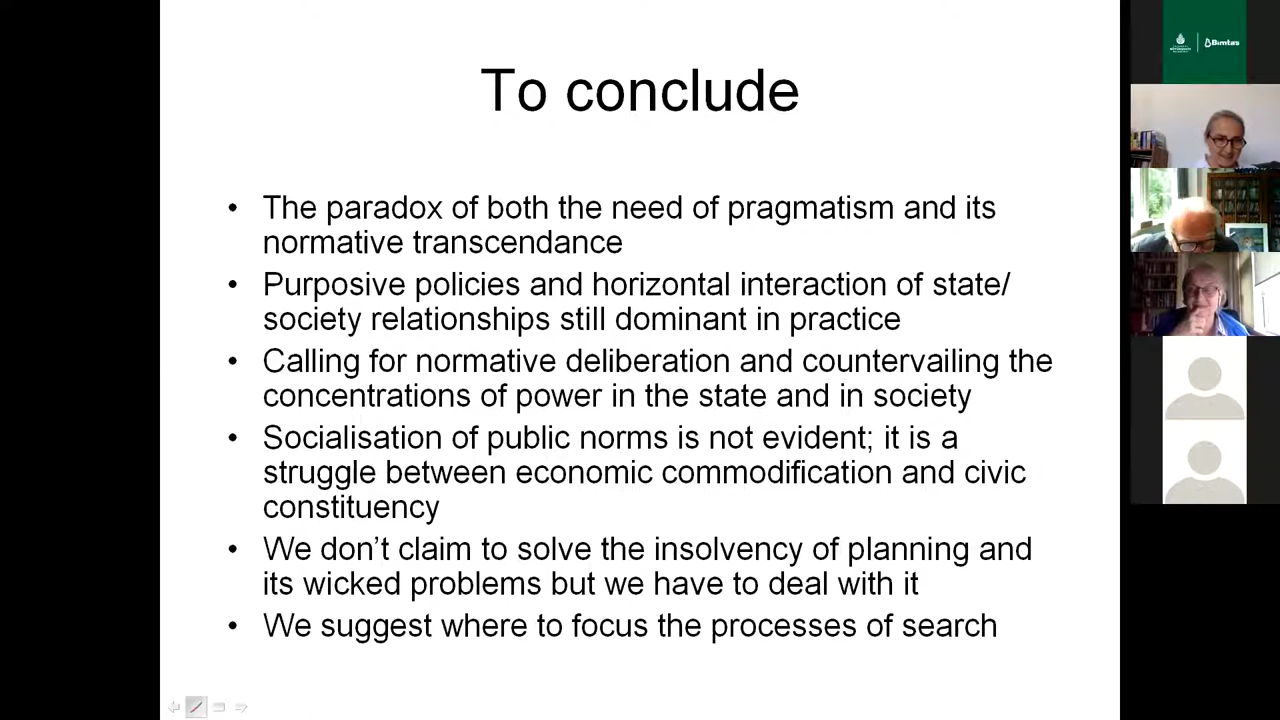 To conclude
• The paradox of both the need of pragmatism and its
normative transcendance
• Purposive policies and horizontal interaction of state/
society relationships still dominant in practice
• Calling for normative deliberation and countervailing the
concentrations of power in the state and in society
• Socialisation of public norms is not evident; it is a
struggle between economic commodification and civic
constituency
• We don’t claim to solve the insolvency of planning and
its wicked problems but we have to deal with it
• We suggest where to focus the processes of search
Bimtaş